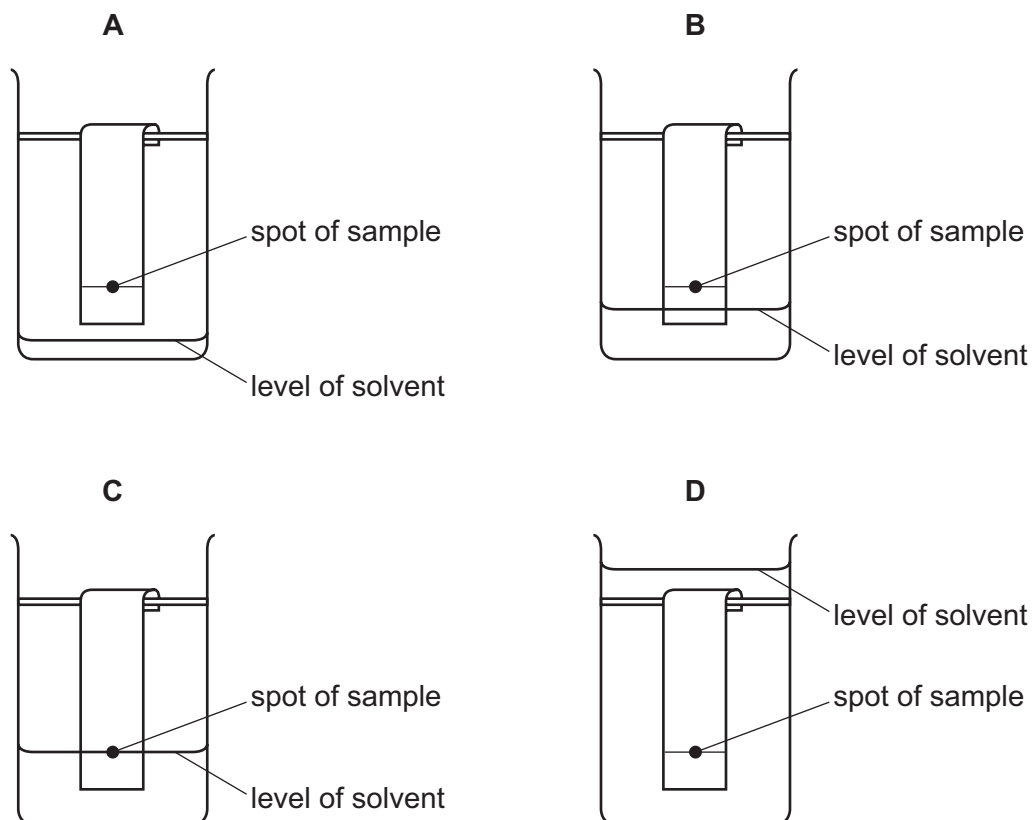 A
B
spot of sample
level of solvent
spot of sample
level of solvent
C
D
spot of sample
level of solvent
level of solvent
spot of sample